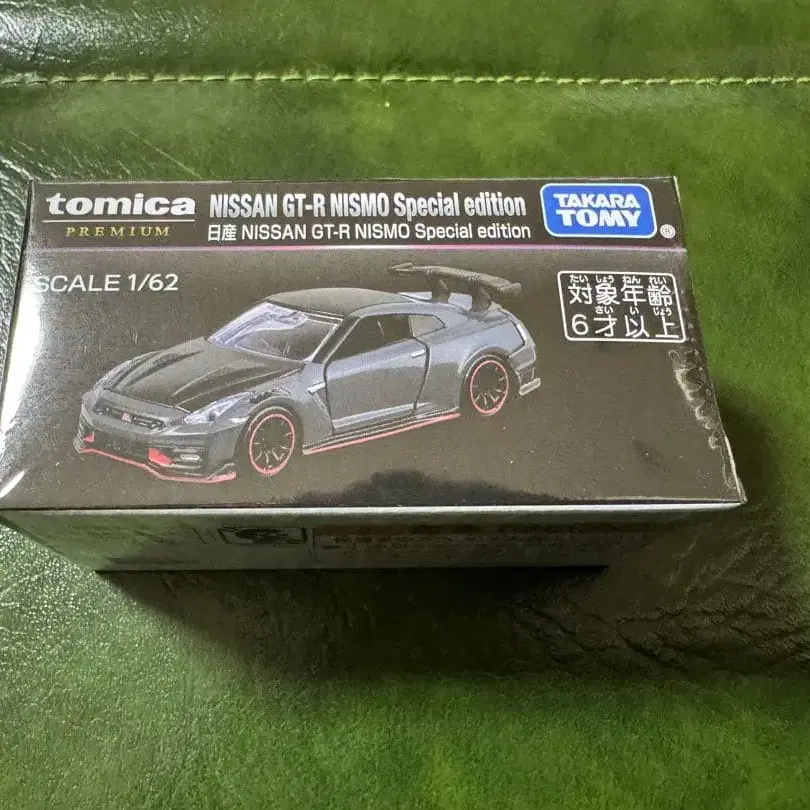 tomica
PREMIUM
NISSAN GT-R NISMO Special edition
日産 NISSAN GT-R NISMO Special edition
TAKARA
TOMY
®
SCALE 1/62
たい しょう ねん れい
対象年齢
さい い じょう
6才以上